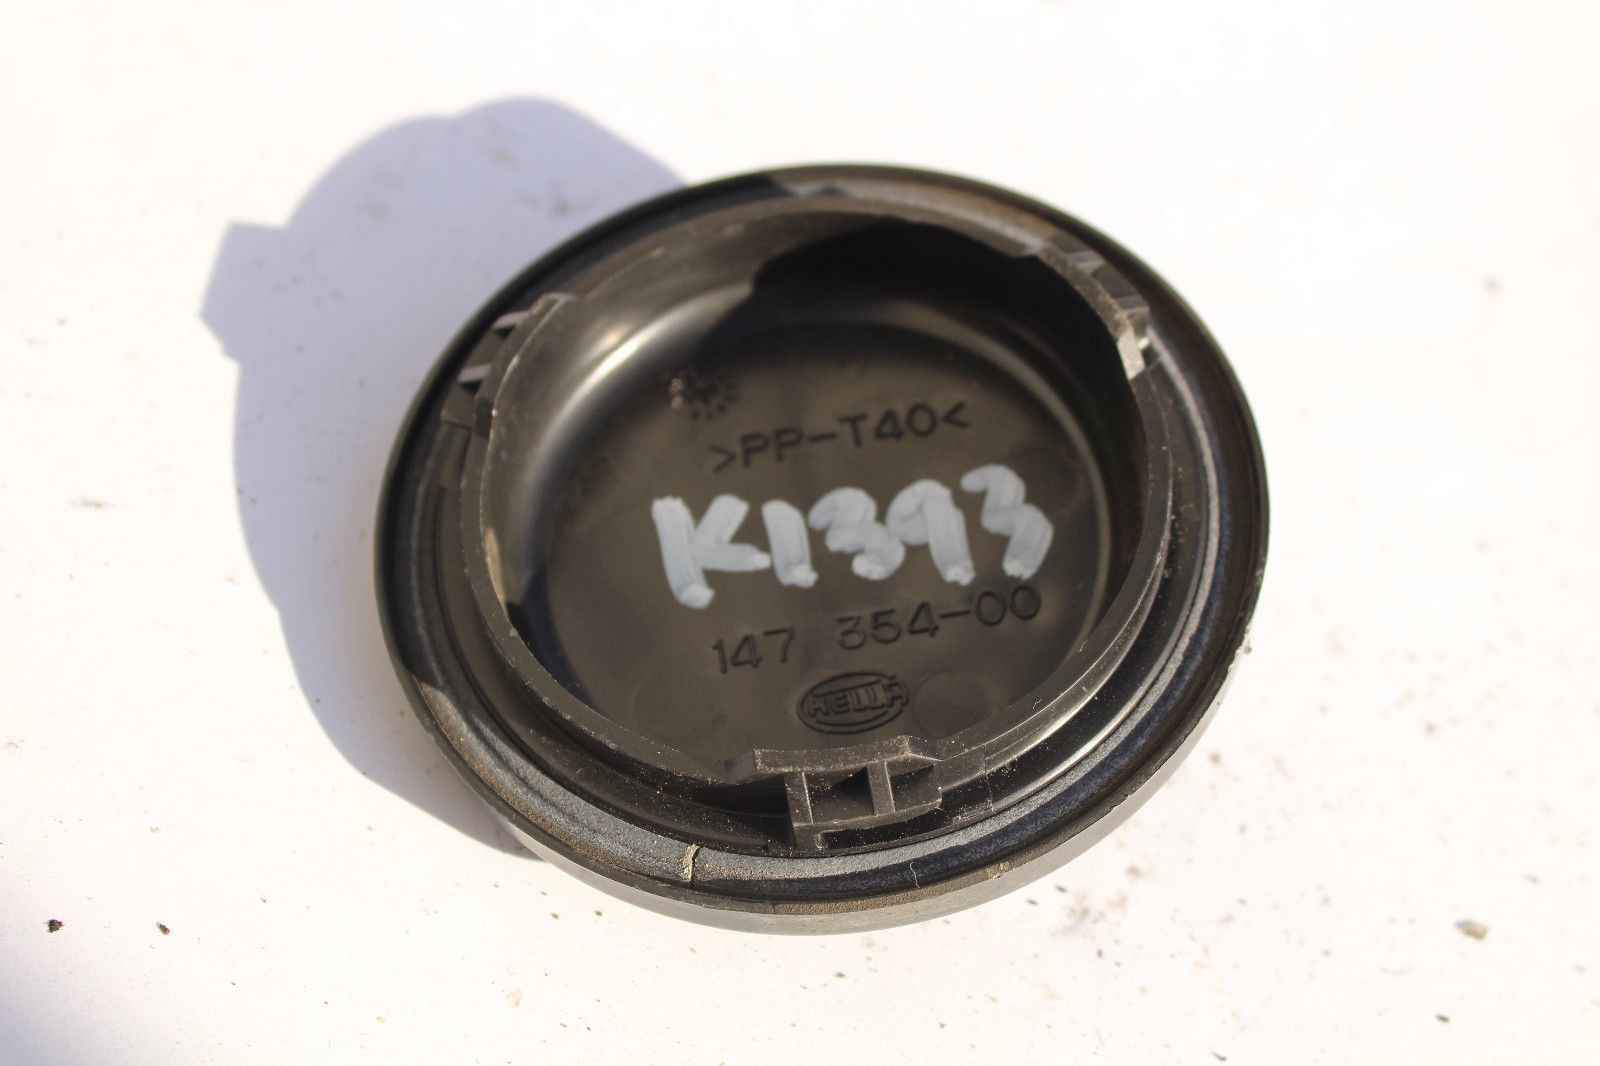 >PP-T40<
K1393
147 354-00
HELLA